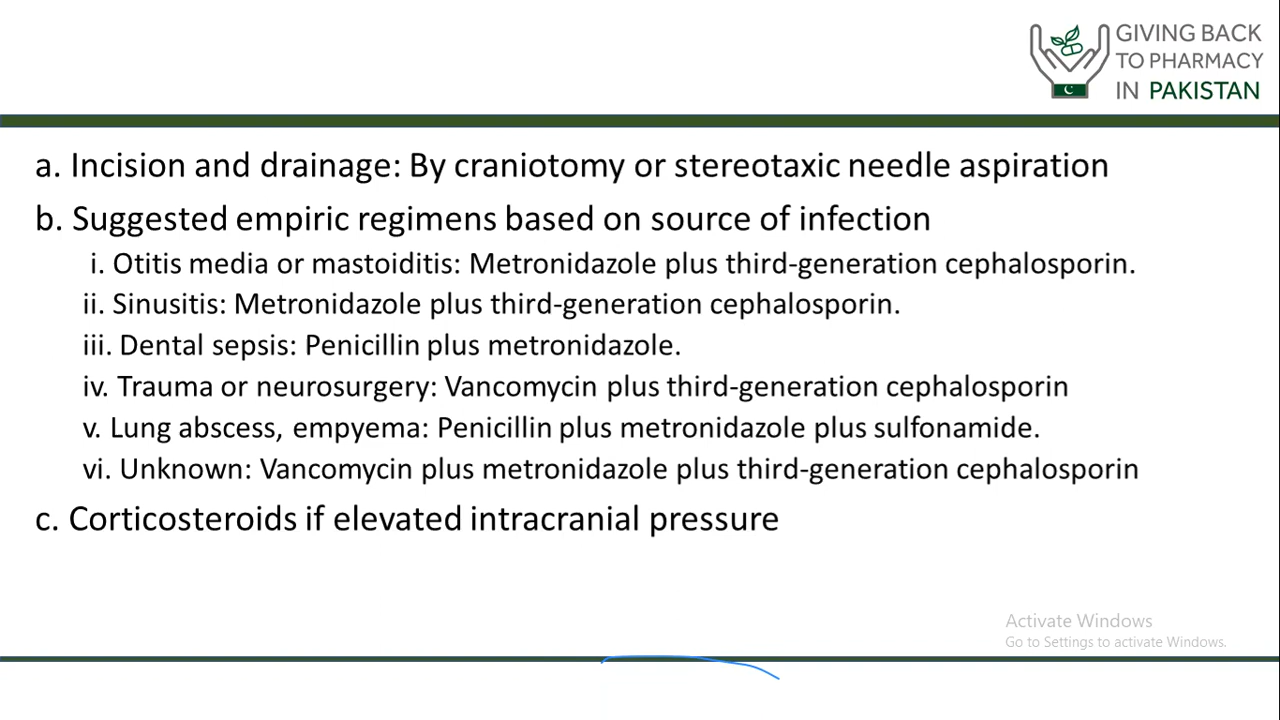 GIVING BACK
TO PHARMACY
IN PAKISTAN
a. Incision and drainage: By craniotomy or stereotaxic needle aspiration
b. Suggested empiric regimens based on source of infection
i. Otitis media or mastoiditis: Metronidazole plus third-generation cephalosporin.
ii. Sinusitis: Metronidazole plus third-generation cephalosporin.
iii. Dental sepsis: Penicillin plus metronidazole.
iv. Trauma or neurosurgery: Vancomycin plus third-generation cephalosporin
v. Lung abscess, empyema: Penicillin plus metronidazole plus sulfonamide.
vi. Unknown: Vancomycin plus metronidazole plus third-generation cephalosporin
c. Corticosteroids if elevated intracranial pressure
Activate Windows
Go to Settings to activate Windows.